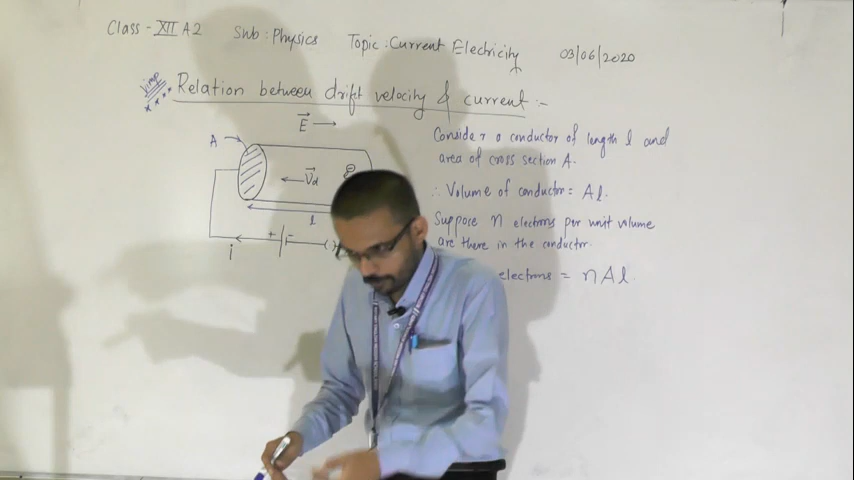 Class - XII A2 Sub : Physics Topic : Current Electricity 03/06/2020
Vimp Relation between drift velocity & current :-
E
A
Vd
l
+ -
i
Consider a conductor of length l and
area of cross section A.
∴ Volume of conductor = Al.
Suppose n electrons per unit volume
are there in the conductor.
electrons = nAl.